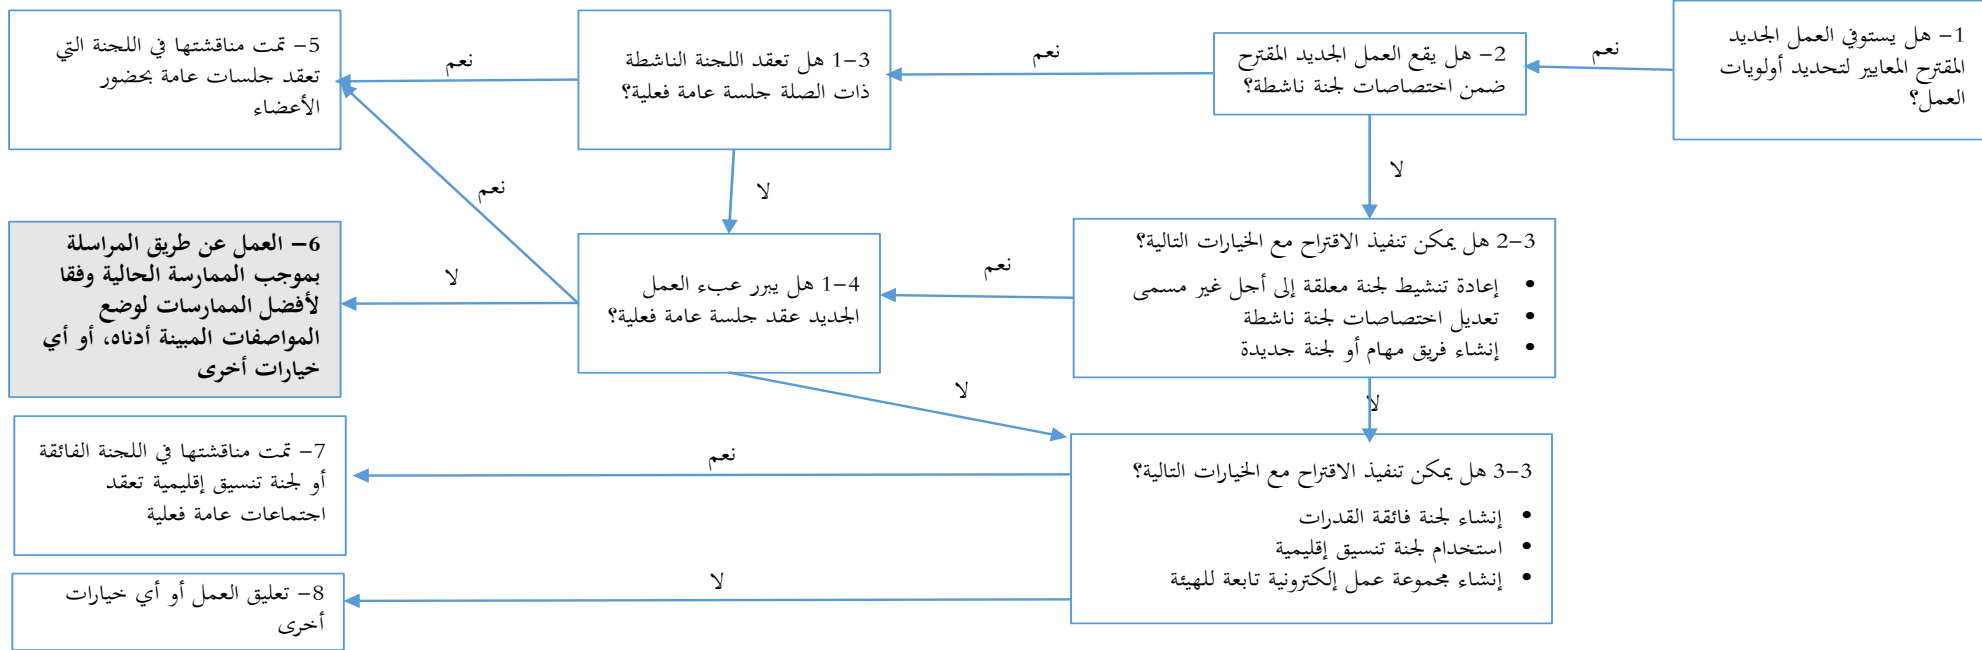 1– هل يستوفي العمل الجديد
المقترح المعايير لتحديد أولويات
العمل؟
نعم
2– هل يقع العمل الجديد المقترح
ضمن اختصاصات لجنة ناشطة؟
نعم
لا
3–1 هل تعقد اللجنة الناشطة
ذات الصلة جلسة عامة فعلية؟
نعم
لا
5– تمت مناقشتها في اللجنة التي
تعقد جلسات عامة بحضور
الأعضاء
3–2 هل يمكن تنفيذ الاقتراح مع الخيارات التالية؟
• إعادة تنشيط لجنة معلقة إلى أجل غير مسمى
• تعديل اختصاصات لجنة ناشطة
• إنشاء فريق مهام أو لجنة جديدة
نعم
لا
4–1 هل يبرر عبء العمل
الجديد عقد جلسة عامة فعلية؟
نعم
لا
لا
6– العمل عن طريق المراسلة
بموجب الممارسة الحالية وفقا
لأفضل الممارسات لوضع
المواصفات المبينة أدناه، أو أي
خيارات أخرى
3–3 هل يمكن تنفيذ الاقتراح مع الخيارات التالية؟
• إنشاء لجنة فائقة القدرات
• استخدام لجنة تنسيق إقليمية
• إنشاء مجموعة عمل إلكترونية تابعة للهيئة
نعم
لا
7– تمت مناقشتها في اللجنة الفائقة
أو لجنة تنسيق إقليمية تعقد
اجتماعات عامة فعلية
8– تعليق العمل أو أي خيارات
أخرى